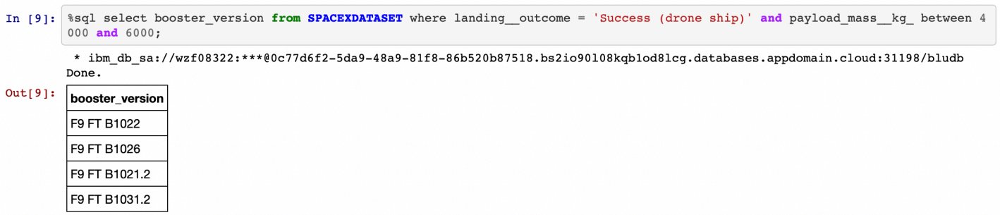 In [9]: %sql select booster_version from SPACEXDATASET where landing__outcome = 'Success (drone ship)' and payload_mass__kg_ between 4
000 and 6000;
* ibm_db_sa://wzf08322:***@0c77d6f2-5da9-48a9-81f8-86b520b87518.bs2io90l08kqb1od8lcg.databases.appdomain.cloud:31198/bludb
Done.
Out[9]:
booster_version
F9 FT B1022
F9 FT B1026
F9 FT B1021.2
F9 FT B1031.2